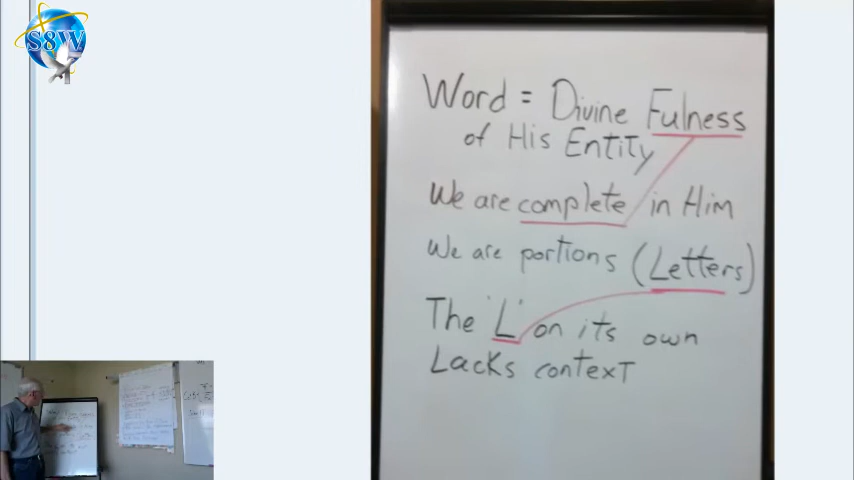 S8W
Word = Divine Fulness
of His Entity
We are complete in Him
We are portions (Letters)
The 'L' on its own
Lacks context